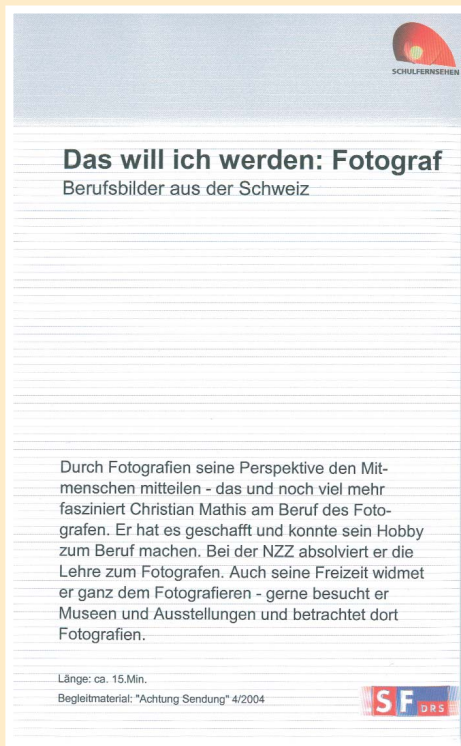 SCHULFERNSEHEN
Das will ich werden: Fotograf
Berufsbilder aus der Schweiz
Durch Fotografien seine Perspektive den Mit-
menschen mitteilen - das und noch viel mehr
fasziniert Christian Mathis am Beruf des Foto-
grafen. Er hat es geschafft und konnte sein Hobby
zum Beruf machen. Bei der NZZ absolviert er die
Lehre zum Fotografen. Auch seine Freizeit widmet
er ganz dem Fotografieren - gerne besucht er
Museen und Ausstellungen und betrachtet dort
Fotografien.
Länge: ca. 15.Min.
Begleitmaterial: "Achtung Sendung" 4/2004
SF DRS